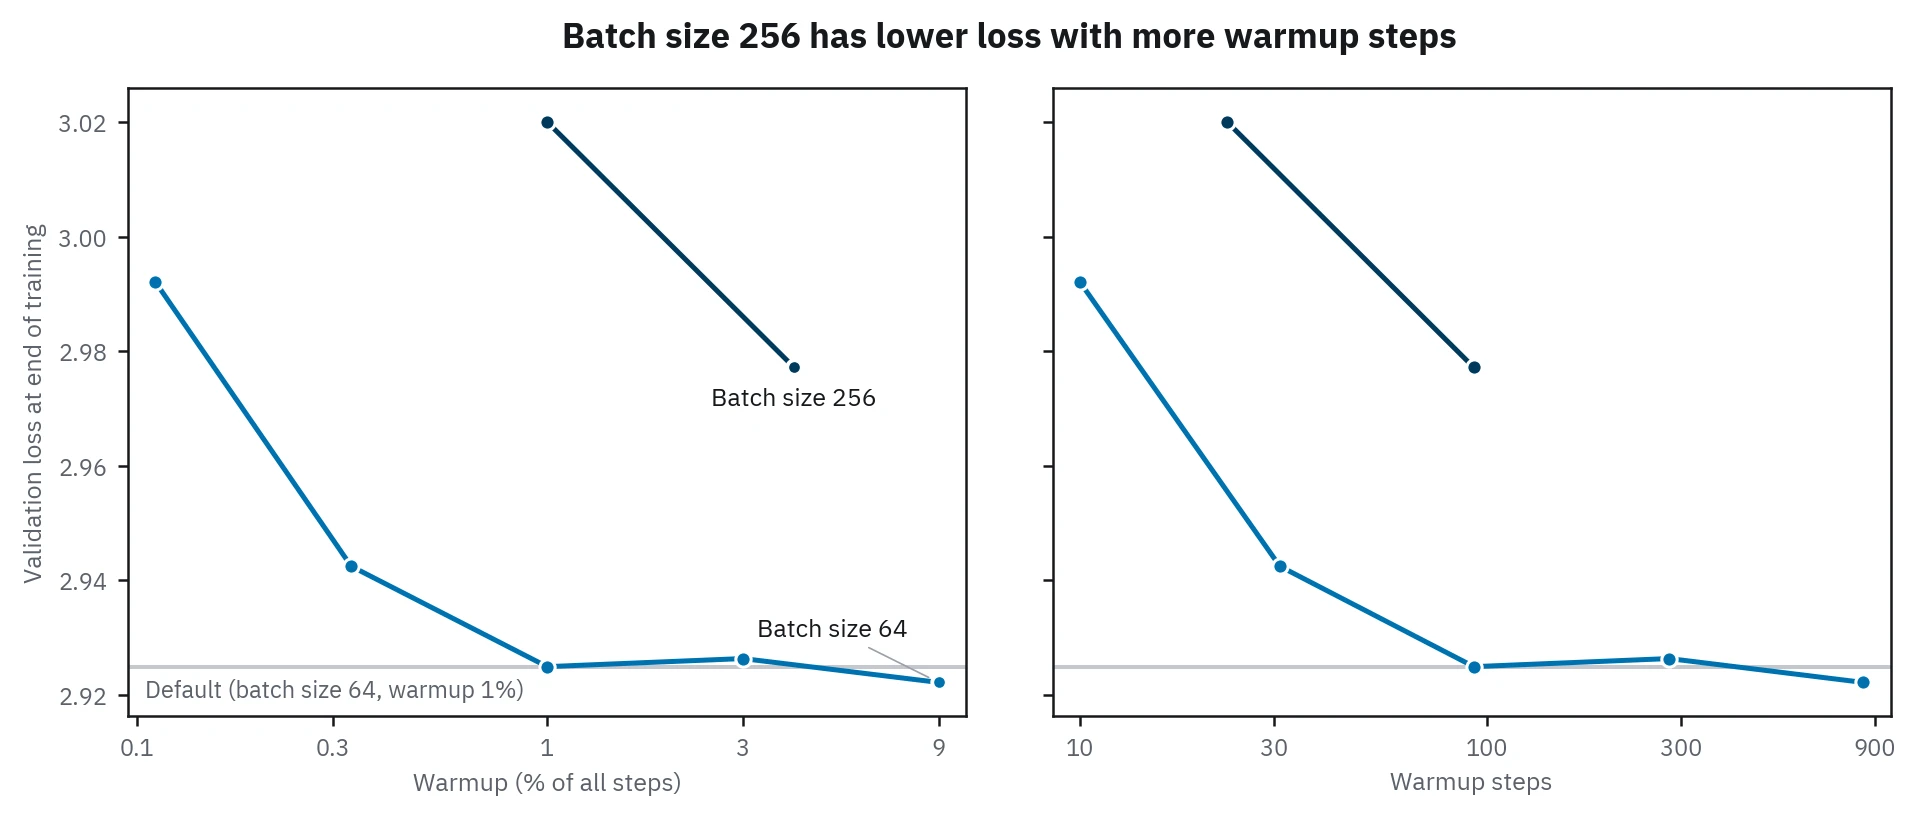 Batch size 256 has lower loss with more warmup steps
Validation loss at end of training
3.02
3.00
2.98
2.96
2.94
2.92
Batch size 256
Batch size 64
Default (batch size 64, warmup 1%)
0.1 0.3 1 3 9
Warmup (% of all steps)
10 30 100 300 900
Warmup steps